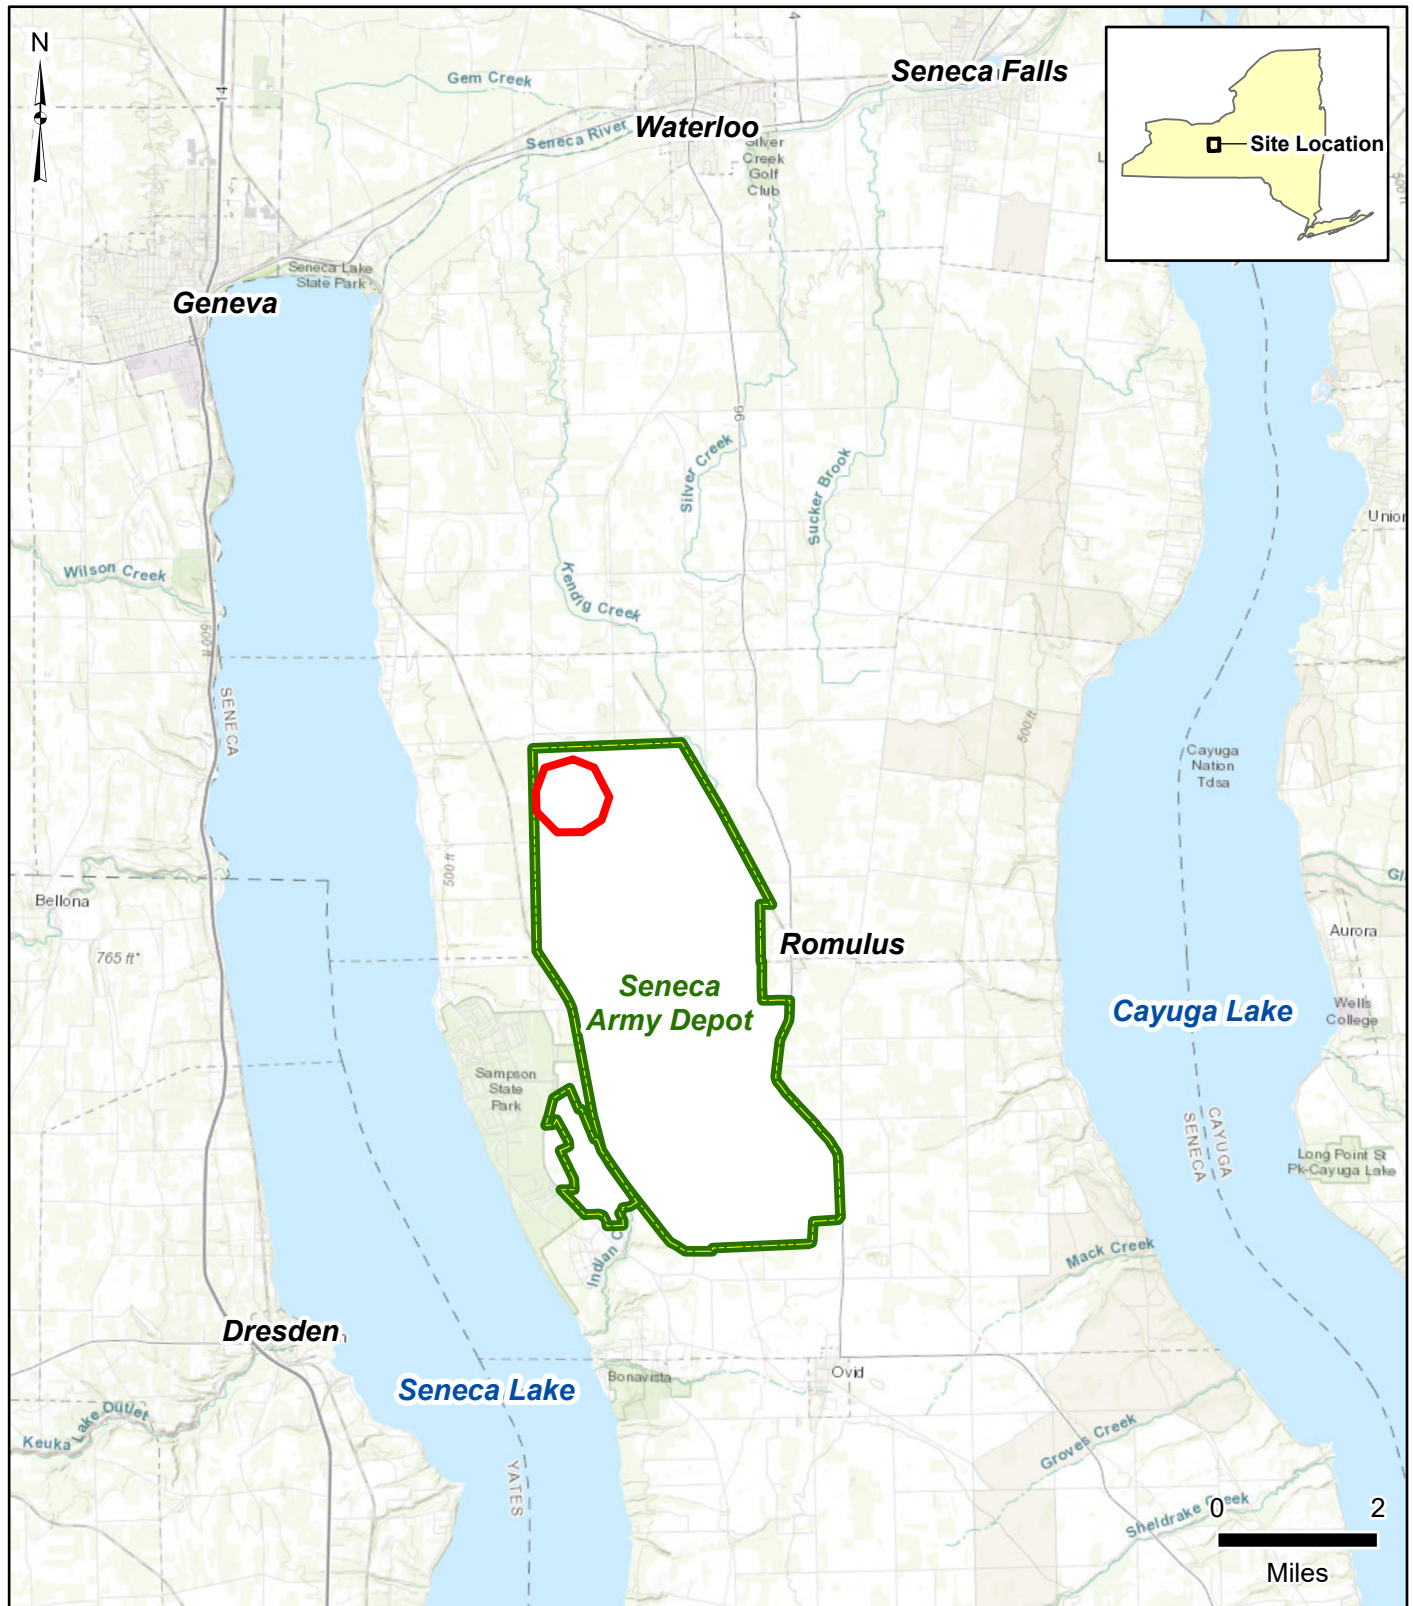 N
14
4
Gem Creek
Seneca Falls
Seneca River
Waterloo
Silver
Creek
Golf
Club
Site Location
Seneca Lake
State Park
Geneva
96
Silver Creek
Sucker Brook
Kendig Creek
Wilson Creek
500 ft
SENECA
500 ft
Cayuga
Nation
Tdsa
500 ft
Bellona
765 ft
Romulus
Aurora
Seneca
Army Depot
Cayuga Lake
Wells
College
Sampson
State
Park
CAYUGA
SENECA
Long Point St
Pk-Cayuga Lake
Indian
Mack Creek
Dresden
Seneca Lake
Bonavista
Ovid
Keuka Lake Outlet
Groves Creek
YATES
Sheldrake Creek
0 2
Miles